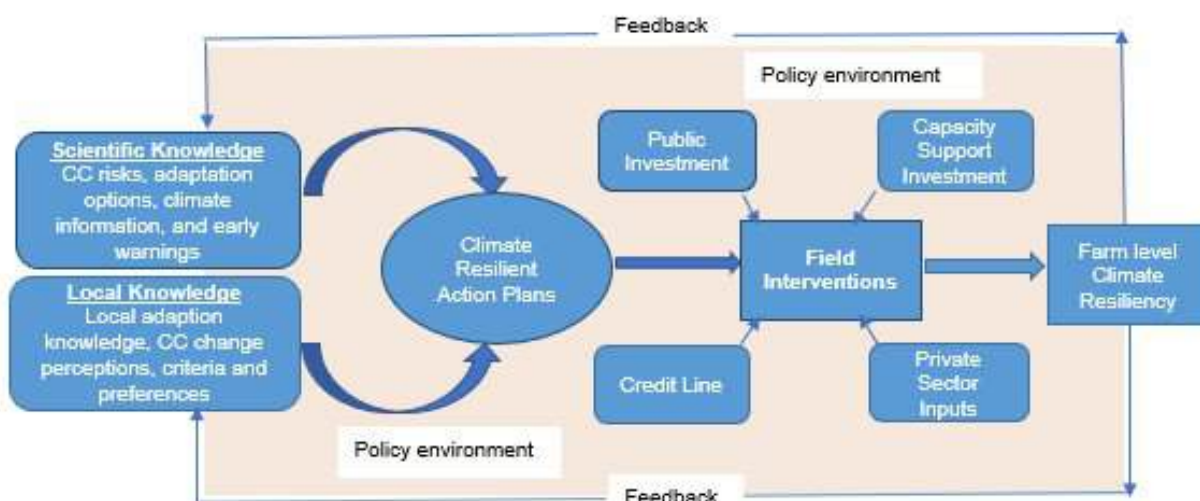 Feedback
Policy environment
Scientific Knowledge
CC risks, adaptation
options, climate
information, and early
warnings
Local Knowledge
Local adaption
knowledge, CC change
perceptions, criteria and
preferences
Climate
Resilient
Action Plans
Public
Investment
Capacity
Support
Investment
Field
Interventions
Credit Line
Private
Sector
Inputs
Farm level
Climate
Resiliency
Policy environment
Feedback